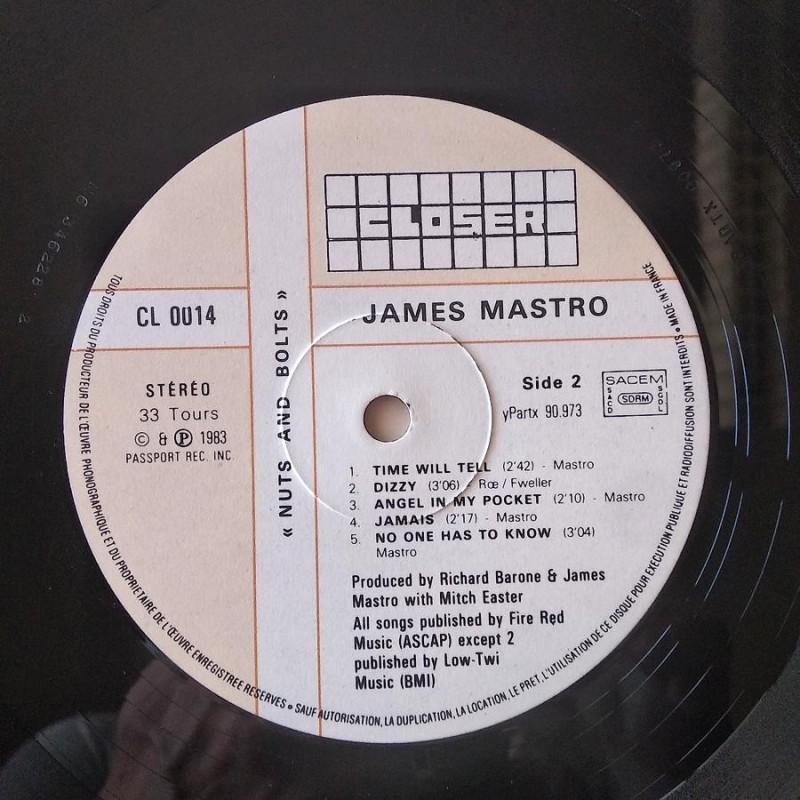 CLOSER
CL 0014
JAMES MASTRO
« NUTS AND BOLTS »
STÉRÉO
33 Tours
© & ℗ 1983
PASSPORT REC. INC.
Side 2
yPartx 90.973
SACEM
SACD
SDRM
SGDL
1. TIME WILL TELL (2'42) - Mastro
2. DIZZY (3'06) - Rœ / Fweller
3. ANGEL IN MY POCKET (2'10) - Mastro
4. JAMAIS (2'17) - Mastro
5. NO ONE HAS TO KNOW (3'04)
Mastro
Produced by Richard Barone & James
Mastro with Mitch Easter
All songs published by Fire Red
Music (ASCAP) except 2
published by Low-Twi
Music (BMI)
TOUS DROITS DU PRODUCTEUR DE L'ŒUVRE PHONOGRAPHIQUE ET DU PROPRIETAIRE DE L'ŒUVRE ENREGISTREE RESERVES • SAUF AUTORISATION, LA DUPLICATION, LA LOCATION, LE PRET, L'UTILISATION DE CE DISQUE POUR EXECUTION PUBLIQUE ET RADIODIFFUSION SONT INTERDITS • MADE IN FRANCE